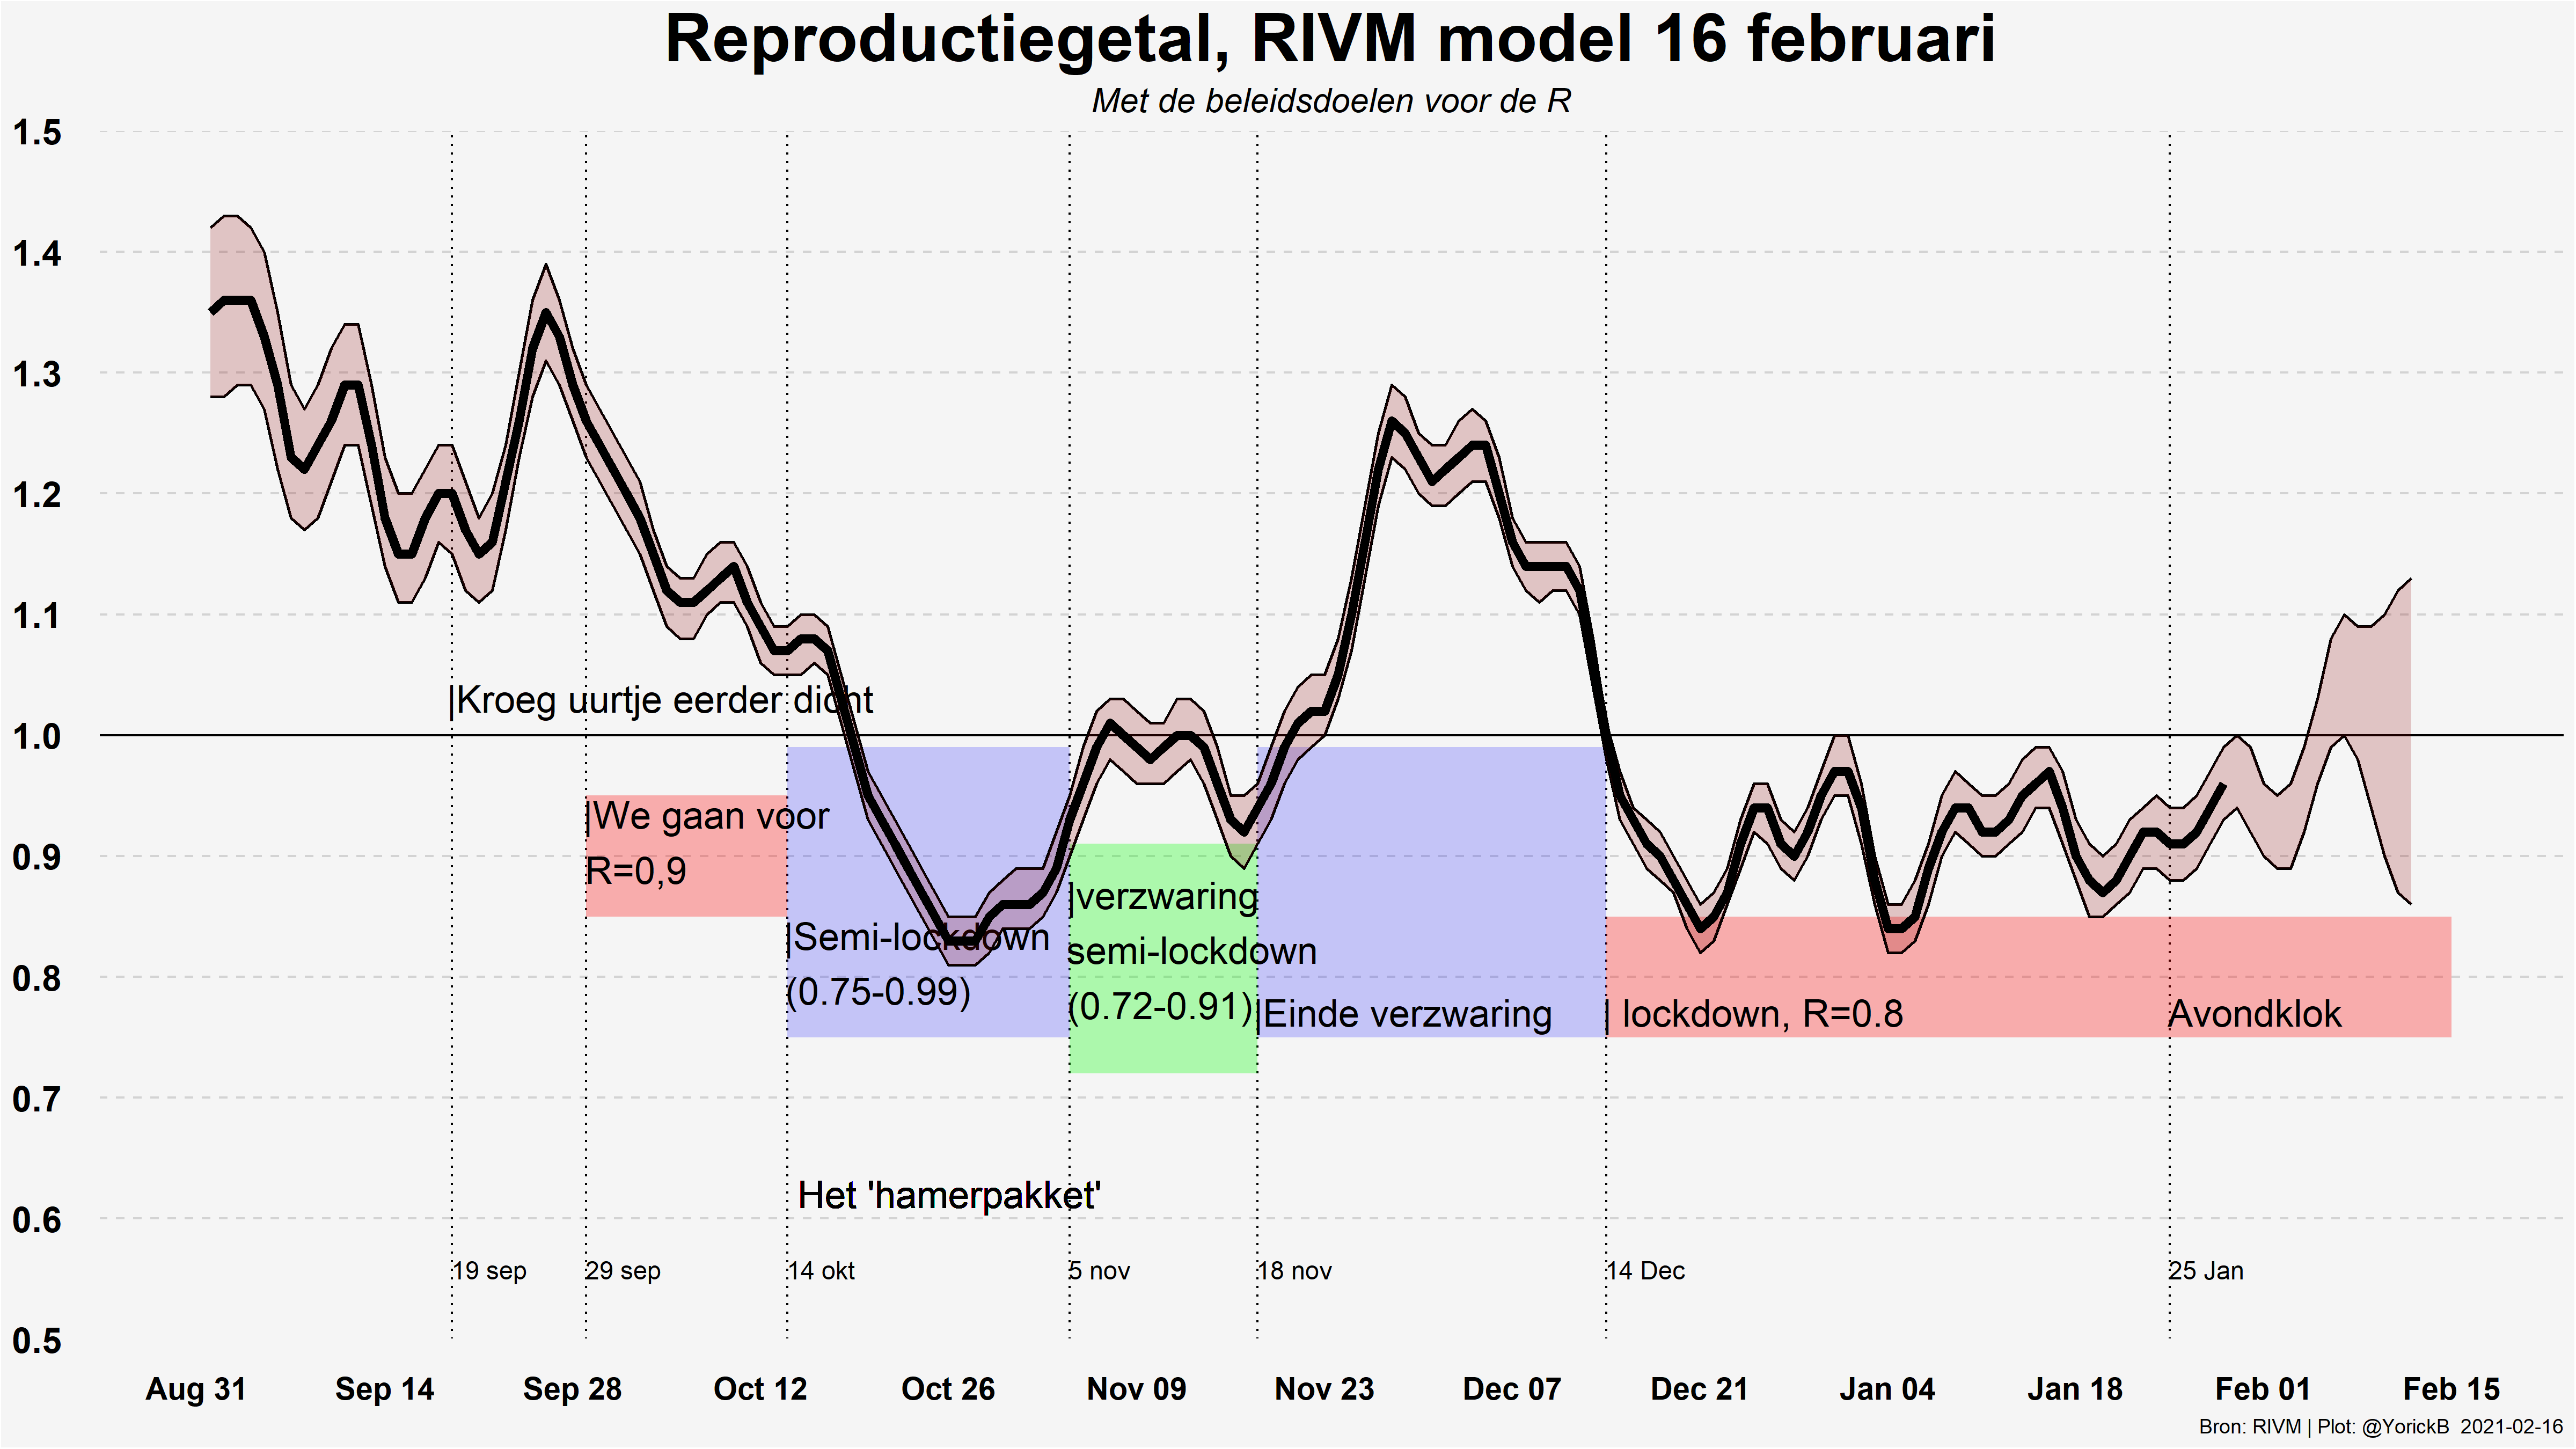 Reproductiegetal, RIVM model 16 februari
Met de beleidsdoelen voor de R
1.5
1.4
1.3
1.2
1.1
1.0
0.9
0.8
0.7
0.6
0.5
|Kroeg uurtje eerder dicht
|We gaan voor
R=0,9
|Semi-lockdown
(0.75-0.99)
|verzwaring
semi-lockdown
(0.72-0.91)
|Einde verzwaring
| lockdown, R=0.8
Avondklok
Het 'hamerpakket'
19 sep
29 sep
14 okt
5 nov
18 nov
14 Dec
25 Jan
Aug 31
Sep 14
Sep 28
Oct 12
Oct 26
Nov 09
Nov 23
Dec 07
Dec 21
Jan 04
Jan 18
Feb 01
Feb 15
Bron: RIVM | Plot: @YorickB  2021-02-16